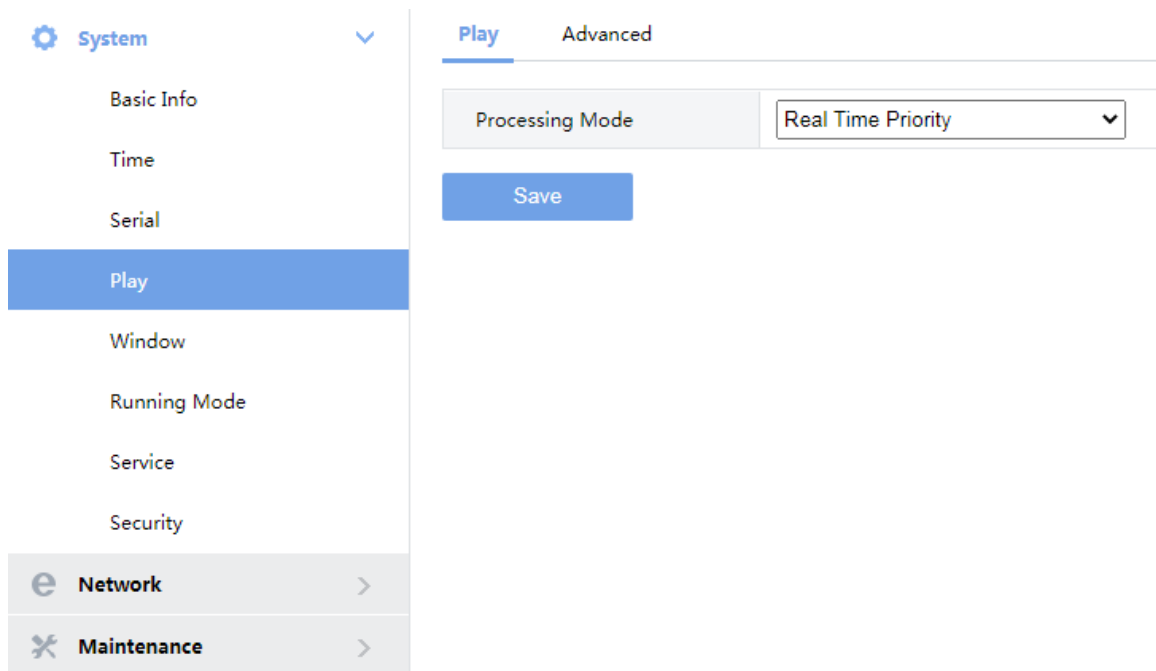 System
Basic Info
Time
Serial
Play
Window
Running Mode
Service
Security
Network
Maintenance
Play Advanced
Processing Mode Real Time Priority
Save